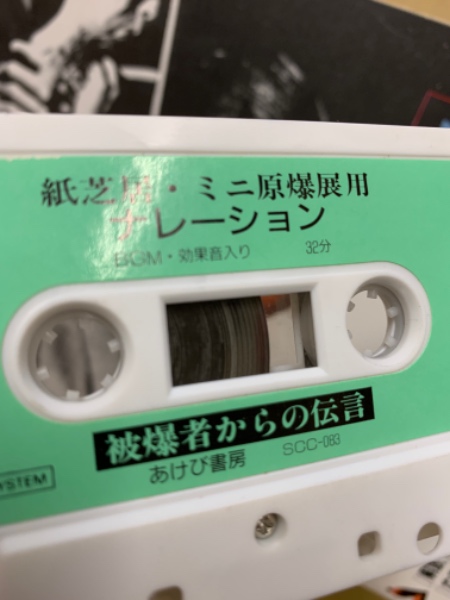 紙芝居・ミニ原爆展用
ナレーション
BGM・効果音入り 32分
被爆者からの伝言
あけび書房 SCC-083
SYSTEM